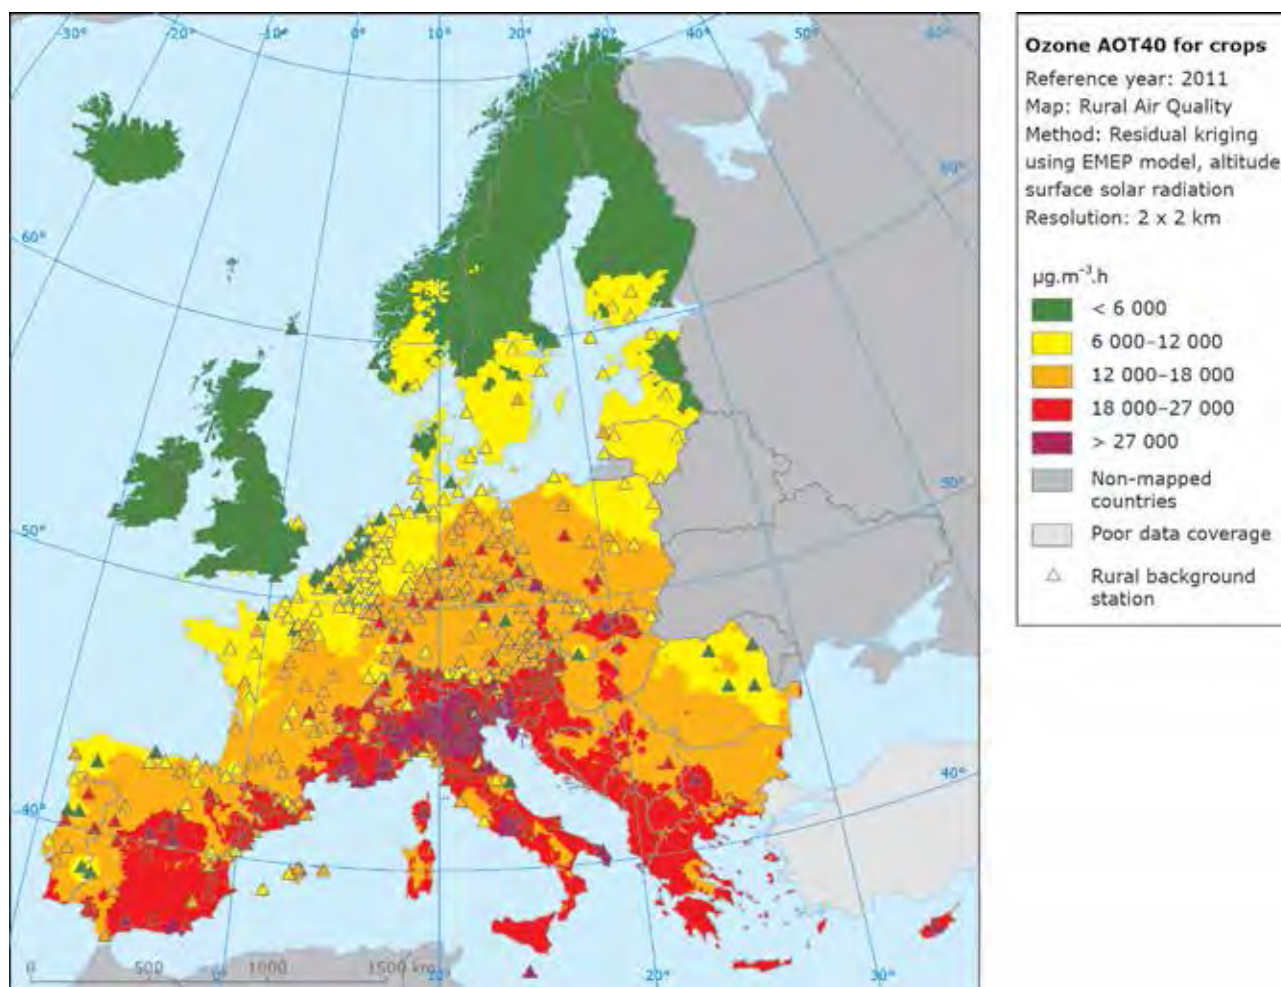 -30° -20° -10° 0° 10° 20° 30° 40° 50° 60°
60°
60°
50°
50°
40°
40°
0 500 1000 1500 km
0° 10° 20° 30°
Ozone AOT40 for crops
Reference year: 2011
Map: Rural Air Quality
Method: Residual kriging
using EMEP model, altitude
surface solar radiation
Resolution: 2 x 2 km
µg.m⁻³.h
< 6 000
6 000–12 000
12 000–18 000
18 000–27 000
> 27 000
Non-mapped
countries
Poor data coverage
Rural background
station